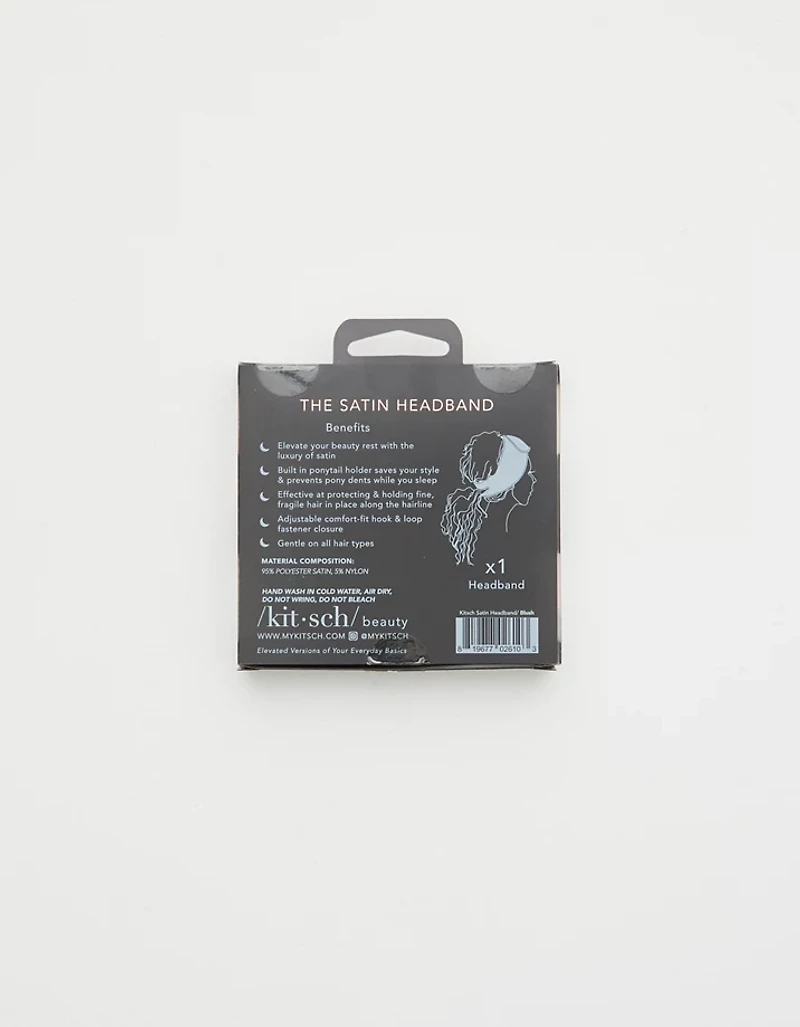 THE SATIN HEADBAND
Benefits
Elevate your beauty rest with the
luxury of satin
Built in ponytail holder saves your style
& prevents pony dents while you sleep
Effective at protecting & holding fine,
fragile hair in place along the hairline
Adjustable comfort-fit hook & loop
fastener closure
Gentle on all hair types
MATERIAL COMPOSITION:
95% POLYESTER SATIN, 5% NYLON
HAND WASH IN COLD WATER, AIR DRY,
DO NOT WRING, DO NOT BLEACH
/kit·sch/ beauty
WWW.MYKITSCH.COM @MYKITSCH
Elevated Versions of Your Everyday Basics
x1
Headband
Kitsch Satin Headband/ Blush
8 19677 02610 3